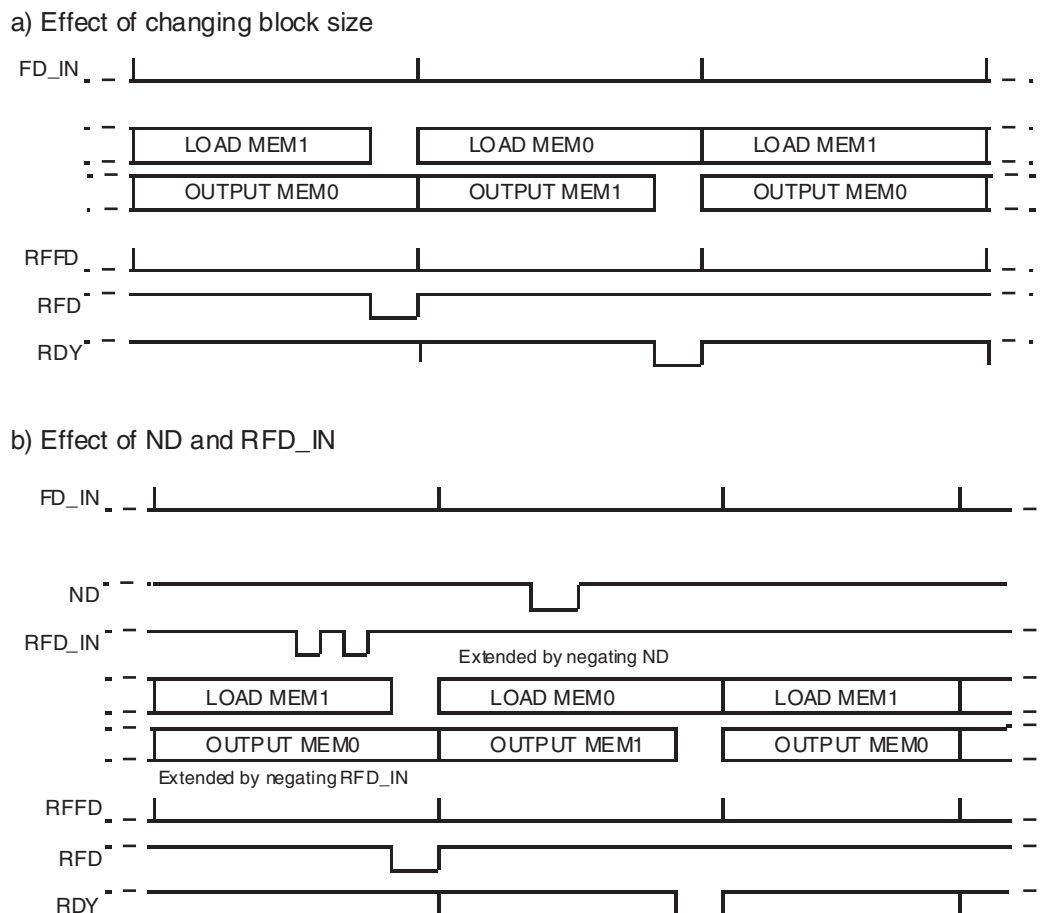 a) Effect of changing block size
FD_IN
LOAD MEM1 LOAD MEM0 LOAD MEM1
OUTPUT MEM0 OUTPUT MEM1 OUTPUT MEM0
RFFD
RFD
RDY
b) Effect of ND and RFD_IN
FD_IN
ND
RFD_IN
Extended by negating ND
LOAD MEM1 LOAD MEM0 LOAD MEM1
OUTPUT MEM0 OUTPUT MEM1 OUTPUT MEM0
Extended by negating RFD_IN
RFFD
RFD
RDY